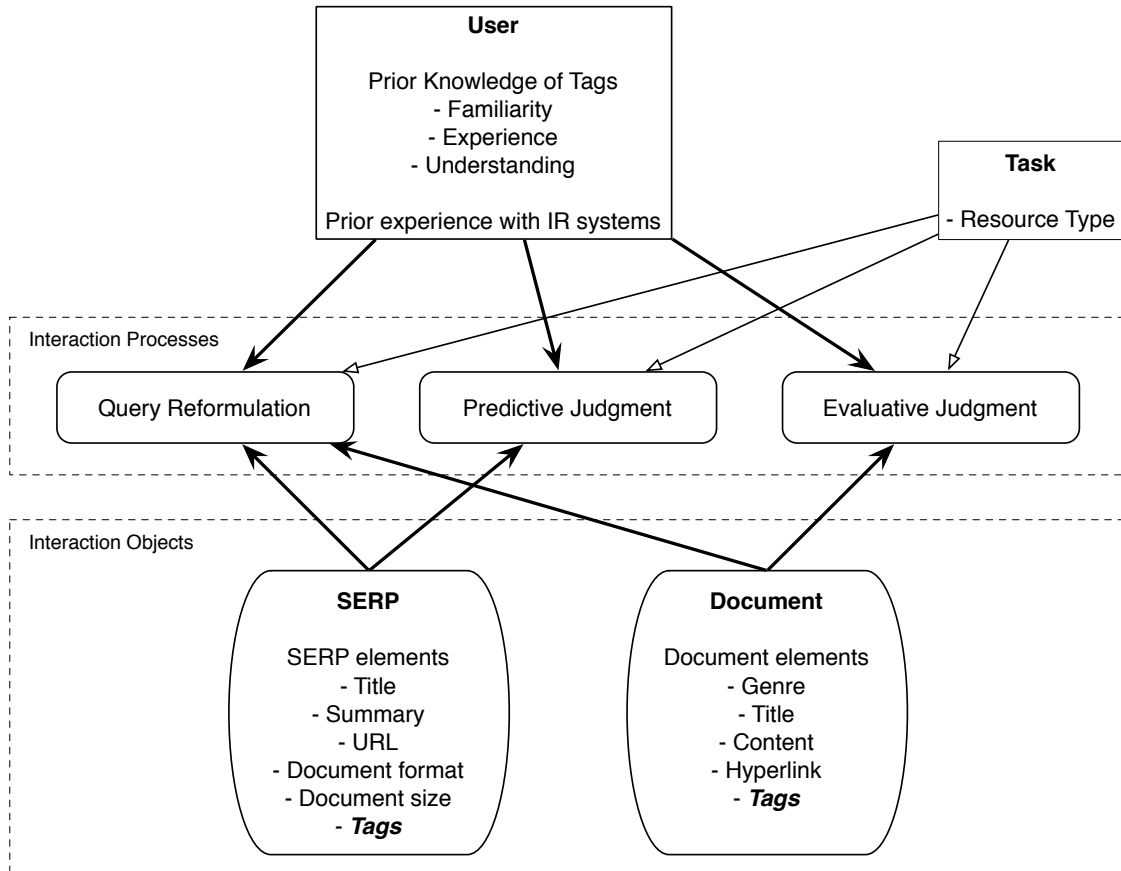 User
Prior Knowledge of Tags
- Familiarity
- Experience
- Understanding
Prior experience with IR systems
Task
- Resource Type
Interaction Processes
Query Reformulation
Predictive Judgment
Evaluative Judgment
Interaction Objects
SERP
SERP elements
- Title
- Summary
- URL
- Document format
- Document size
- Tags
Document
Document elements
- Genre
- Title
- Content
- Hyperlink
- Tags